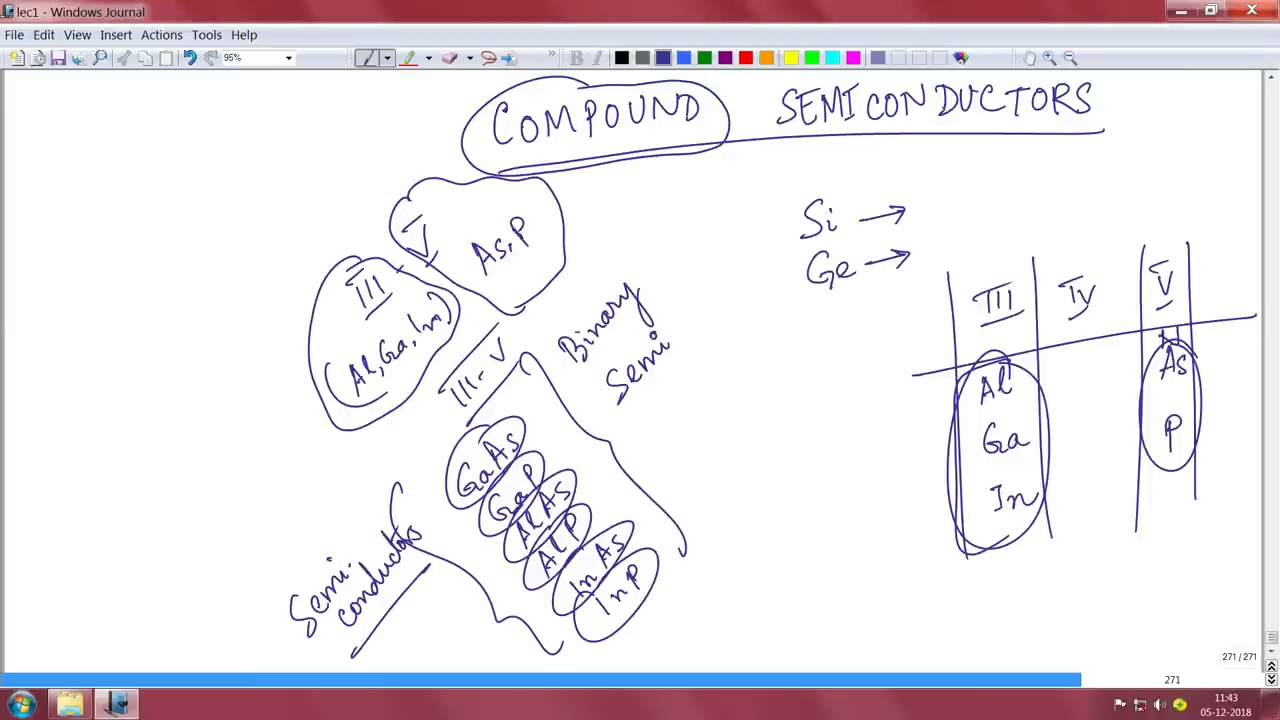 lec1 - Windows Journal
File Edit View Insert Actions Tools Help
95%
COMPOUND SEMICONDUCTORS
V
As, P
III -
(Al, Ga, In)
III-V
Binary
Semi
GaAs
GaP
AlAs
AlP
InAs
InP
Semi-
conductors
Si →
Ge →
III IV V
Al As
Ga P
In
271 / 271
271
11:43
05-12-2018